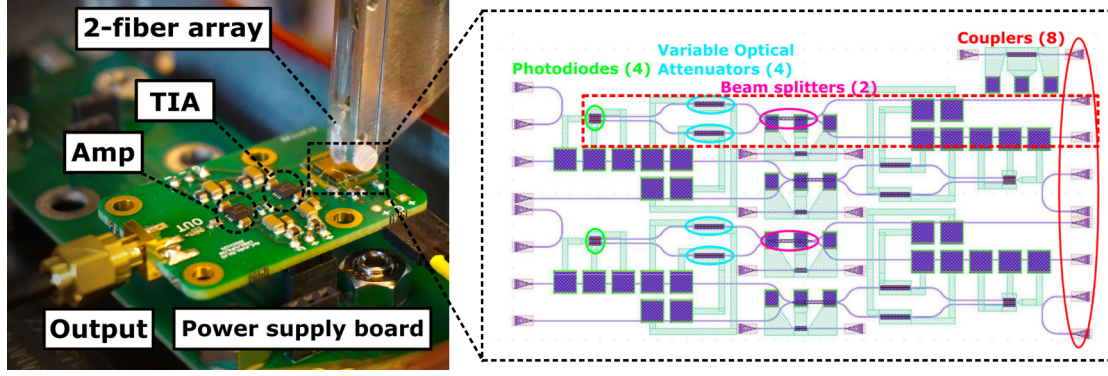 2-fiber array
TIA
Amp
OUT
Output
Power supply board
Couplers (8)
Variable Optical
Attenuators (4)
Photodiodes (4)
Beam splitters (2)